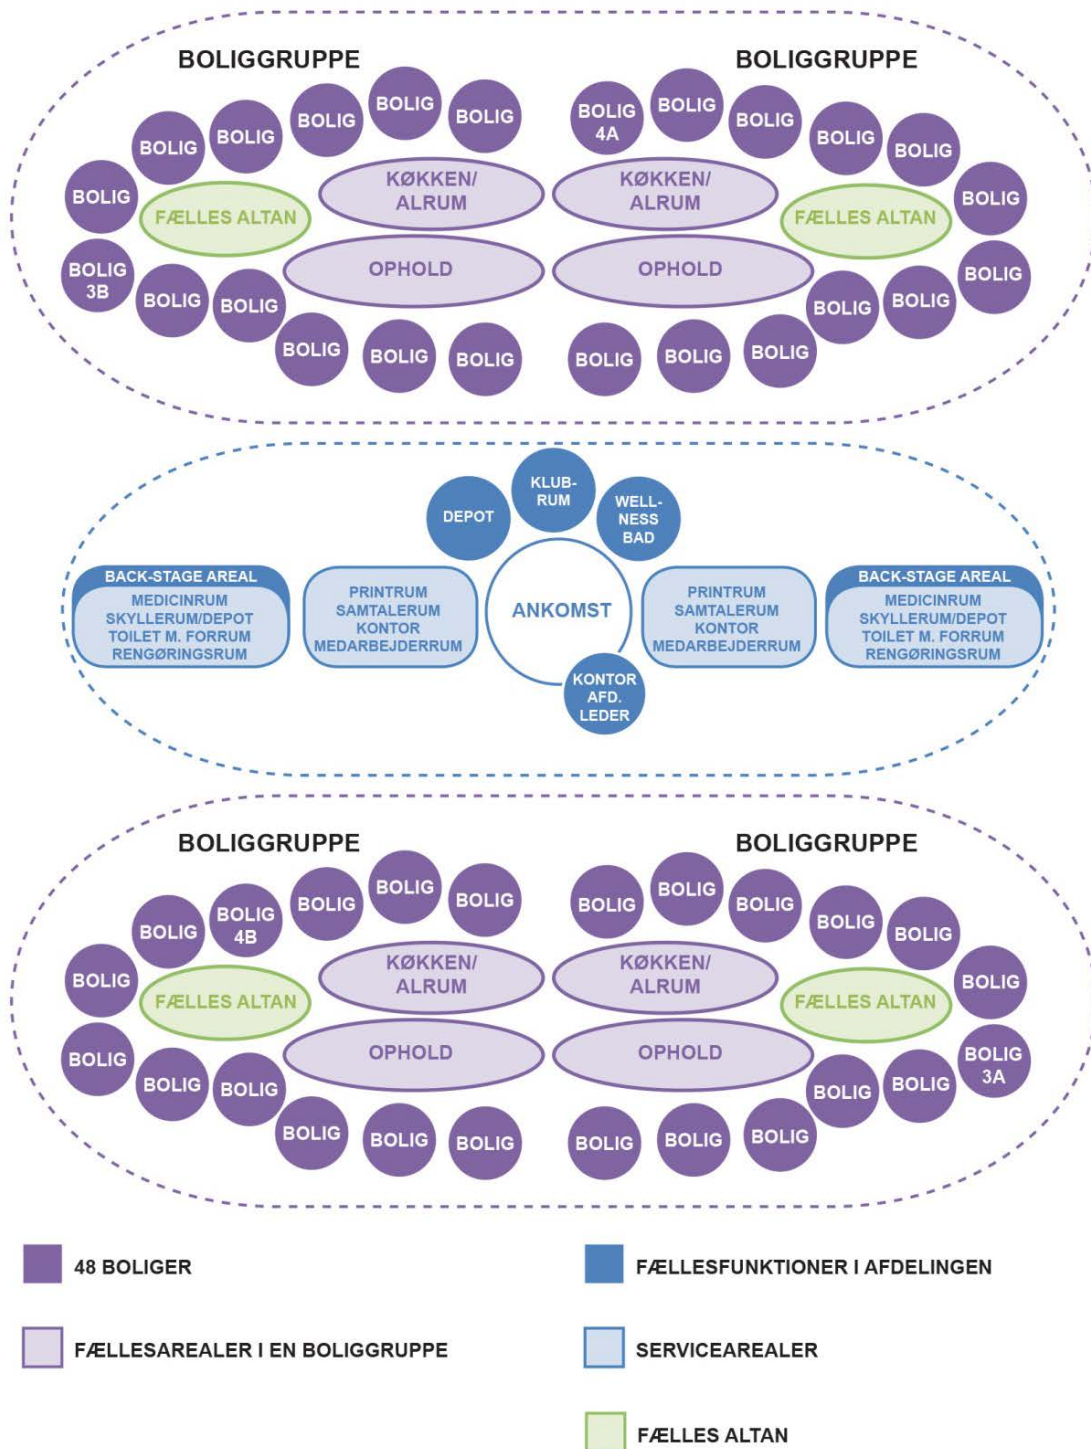 BOLIGGRUPPE
BOLIG
BOLIG
BOLIG
BOLIG
BOLIG
BOLIG
KØKKEN/
ALRUM
FÆLLES ALTAN
OPHOLD
BOLIG
3B
BOLIG
BOLIG
BOLIG
BOLIG
BOLIG
BOLIGGRUPPE
BOLIG
4A
BOLIG
BOLIG
BOLIG
BOLIG
BOLIG
KØKKEN/
ALRUM
FÆLLES ALTAN
OPHOLD
BOLIG
BOLIG
BOLIG
BOLIG
BOLIG
BOLIG
DEPOT
KLUB-
RUM
WELL-
NESS
BAD
BACK-STAGE AREAL
MEDICINRUM
SKYLLERUM/DEPOT
TOILET M. FORRUM
RENGØRINGSRUM
PRINTRUM
SAMTALERUM
KONTOR
MEDARBEJDERRUM
ANKOMST
KONTOR
AFD.
LEDER
PRINTRUM
SAMTALERUM
KONTOR
MEDARBEJDERRUM
BACK-STAGE AREAL
MEDICINRUM
SKYLLERUM/DEPOT
TOILET M. FORRUM
RENGØRINGSRUM
BOLIGGRUPPE
BOLIG
BOLIG
BOLIG
4B
BOLIG
BOLIG
BOLIG
KØKKEN/
ALRUM
FÆLLES ALTAN
OPHOLD
BOLIG
BOLIG
BOLIG
BOLIG
BOLIG
BOLIG
BOLIGGRUPPE
BOLIG
BOLIG
BOLIG
BOLIG
BOLIG
BOLIG
KØKKEN/
ALRUM
FÆLLES ALTAN
OPHOLD
BOLIG
3A
BOLIG
BOLIG
BOLIG
BOLIG
BOLIG
48 BOLIGER
FÆLLESAREALER I EN BOLIGGRUPPE
FÆLLESFUNKTIONER I AFDELINGEN
SERVICEAREALER
FÆLLES ALTAN